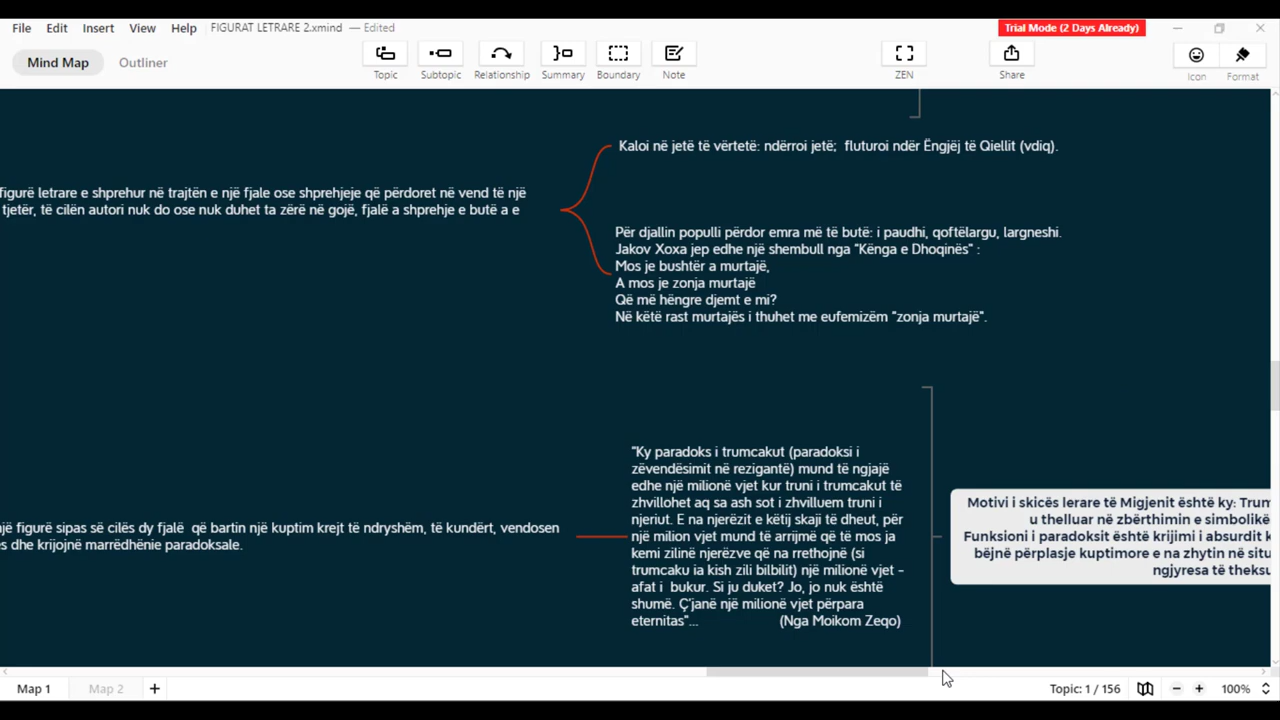 File Edit Insert View Help FIGURAT LETRARE 2.xmind — Edited
Trial Mode (2 Days Already)
Mind Map Outliner
Topic Subtopic Relationship Summary Boundary Note ZEN Share Icon Format
Kaloi në jetë të vërtetë: ndërroi jetë; fluturoi ndër Ëngjëj të Qiellit (vdiq).
figurë letrare e shprehur në trajtën e një fjale ose shprehjeje që përdoret në vend të një
tjetër, të cilën autori nuk do ose nuk duhet ta zërë në gojë, fjalë a shprehje e butë a e
Për djallin populli përdor emra më të butë: i paudhi, qoftëlargu, largneshi.
Jakov Xoxa jep edhe një shembull nga "Kënga e Dhoqinës" :
Mos je bushtër a murtajë,
A mos je zonja murtajë
Që më hëngre djemt e mi?
Në këtë rast murtajës i thuhet me eufemizëm "zonja murtajë".
një figurë sipas së cilës dy fjalë që bartin një kuptim krejt të ndryshëm, të kundërt, vendosen
s dhe krijojnë marrëdhënie paradoksale.
"Ky paradoks i trumcakut (paradoksi i
zëvendësimit në rezigantë) mund të ngjajë
edhe një milionë vjet kur truni i trumcakut të
zhvillohet aq sa ash sot i zhvilluem truni i
njeriut. E na njerëzit e këtij skaji të dheut, për
një milion vjet mund të arrijmë që të mos ja
kemi zilinë njerëzve që na rrethojnë (si
trumcaku ia kish zili bilbilit) një milionë vjet –
afat i bukur. Si ju duket? Jo, jo nuk është
shumë. Ç'janë një milionë vjet përpara
eternitas"... (Nga Moikom Zeqo)
Motivi i skicës lerare të Migjenit është ky: Trum
u thelluar në zbërthimin e simbolikë
Funksioni i paradoksit është krijimi i absurdit k
bëjnë përplasje kuptimore e na zhytin në situ
ngjyresa të theksu
Map 1 Map 2 Topic: 1 / 156 100%